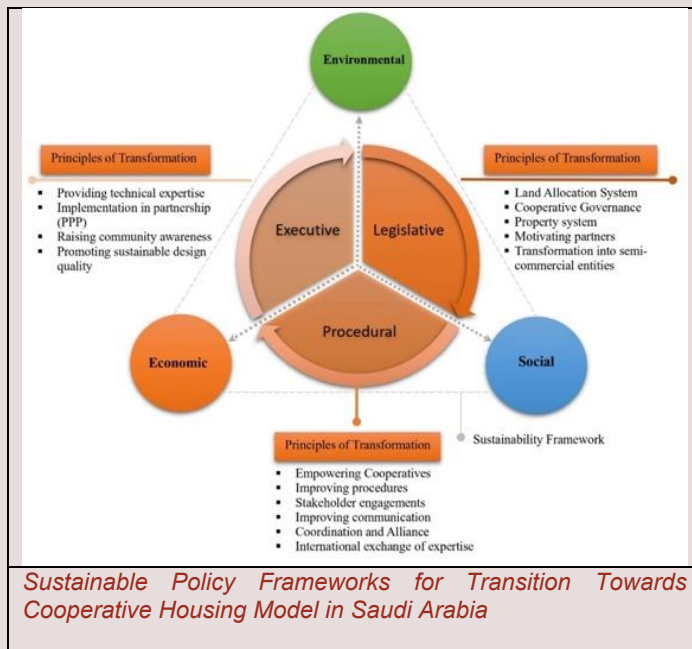 Environmental
Principles of Transformation
▪ Providing technical expertise
▪ Implementation in partnership
(PPP)
▪ Raising community awareness
▪ Promoting sustainable design
quality
Principles of Transformation
▪ Land Allocation System
▪ Cooperative Governance
▪ Property system
▪ Motivating partners
▪ Transformation into semi-
commercial entities
Executive
Legislative
Procedural
Economic
Social
Sustainability Framework
Principles of Transformation
▪ Empowering Cooperatives
▪ Improving procedures
▪ Stakeholder engagements
▪ Improving communication
▪ Coordination and Alliance
▪ International exchange of expertise
Sustainable Policy Frameworks for Transition Towards
Cooperative Housing Model in Saudi Arabia